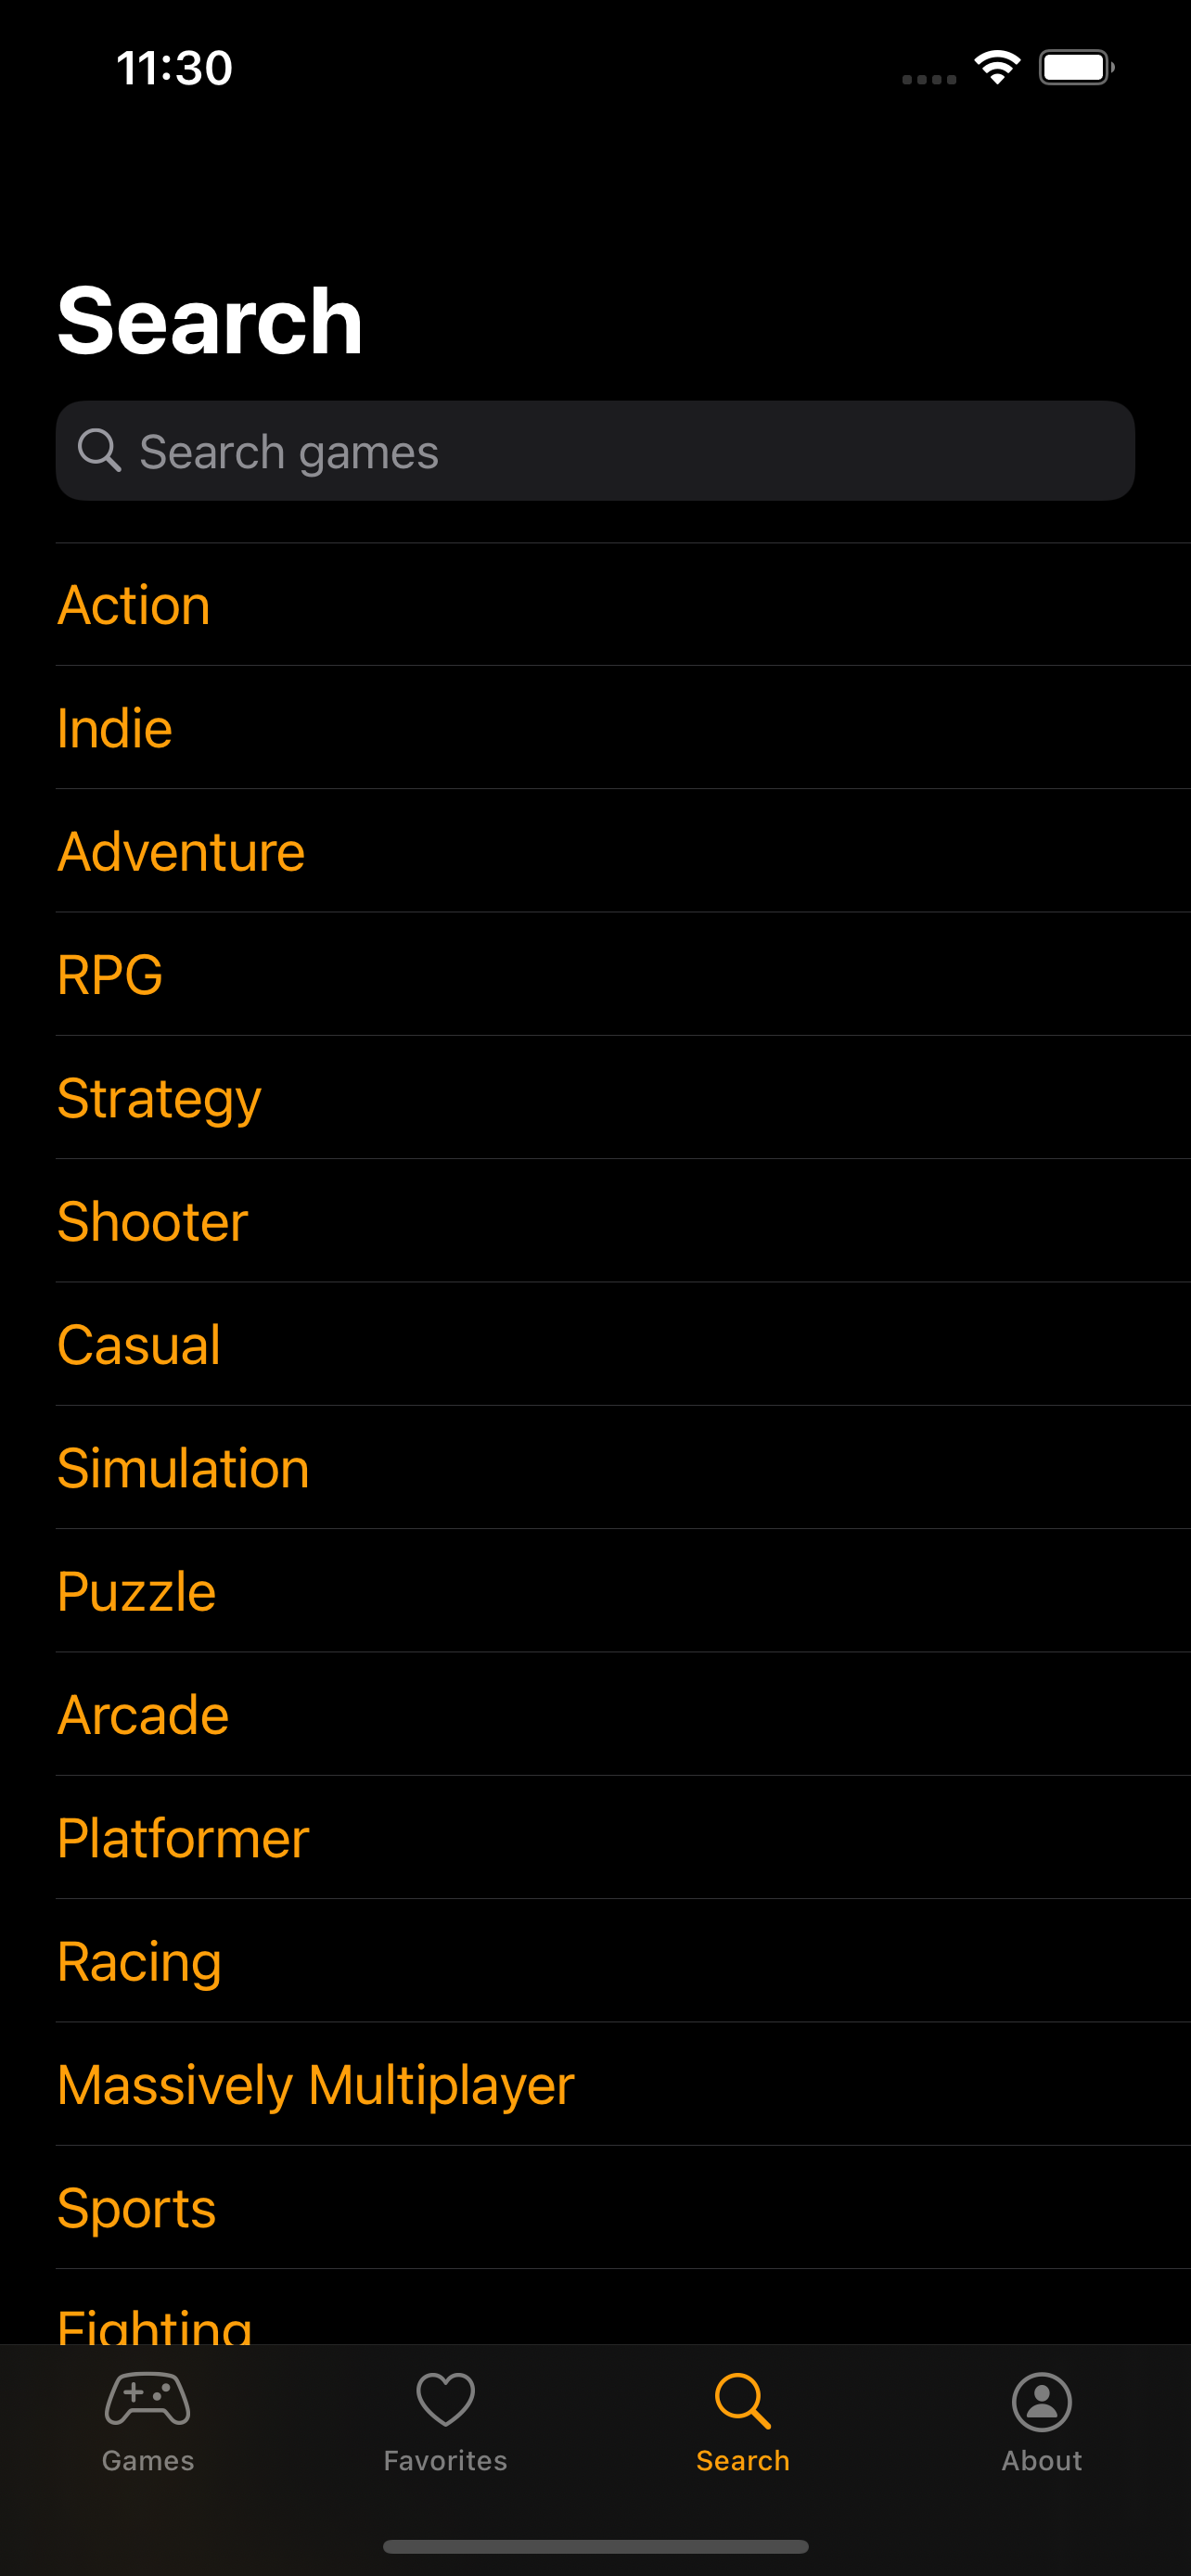 11:30
Search
Search games
Action
Indie
Adventure
RPG
Strategy
Shooter
Casual
Simulation
Puzzle
Arcade
Platformer
Racing
Massively Multiplayer
Sports
Fighting
Games
Favorites
Search
About